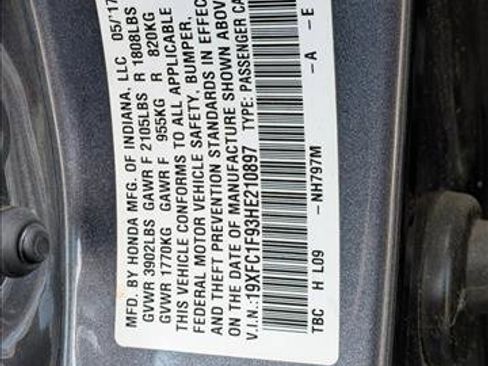 MFD. BY HONDA MFG. OF INDIANA, LLC 05/'17
GVWR 3902LBS GAWR F 2105LBS R 1808LBS
GVWR 1770KG GAWR F 955KG R 820KG
THIS VEHICLE CONFORMS TO ALL APPLICABLE
FEDERAL MOTOR VEHICLE SAFETY, BUMPER,
AND THEFT PREVENTION STANDARDS IN EFFECT
ON THE DATE OF MANUFACTURE SHOWN ABOVE
V.I.N.:19XFC1F93HE210897 TYPE: PASSENGER CA
TBC H L09 -NH797M -A -E